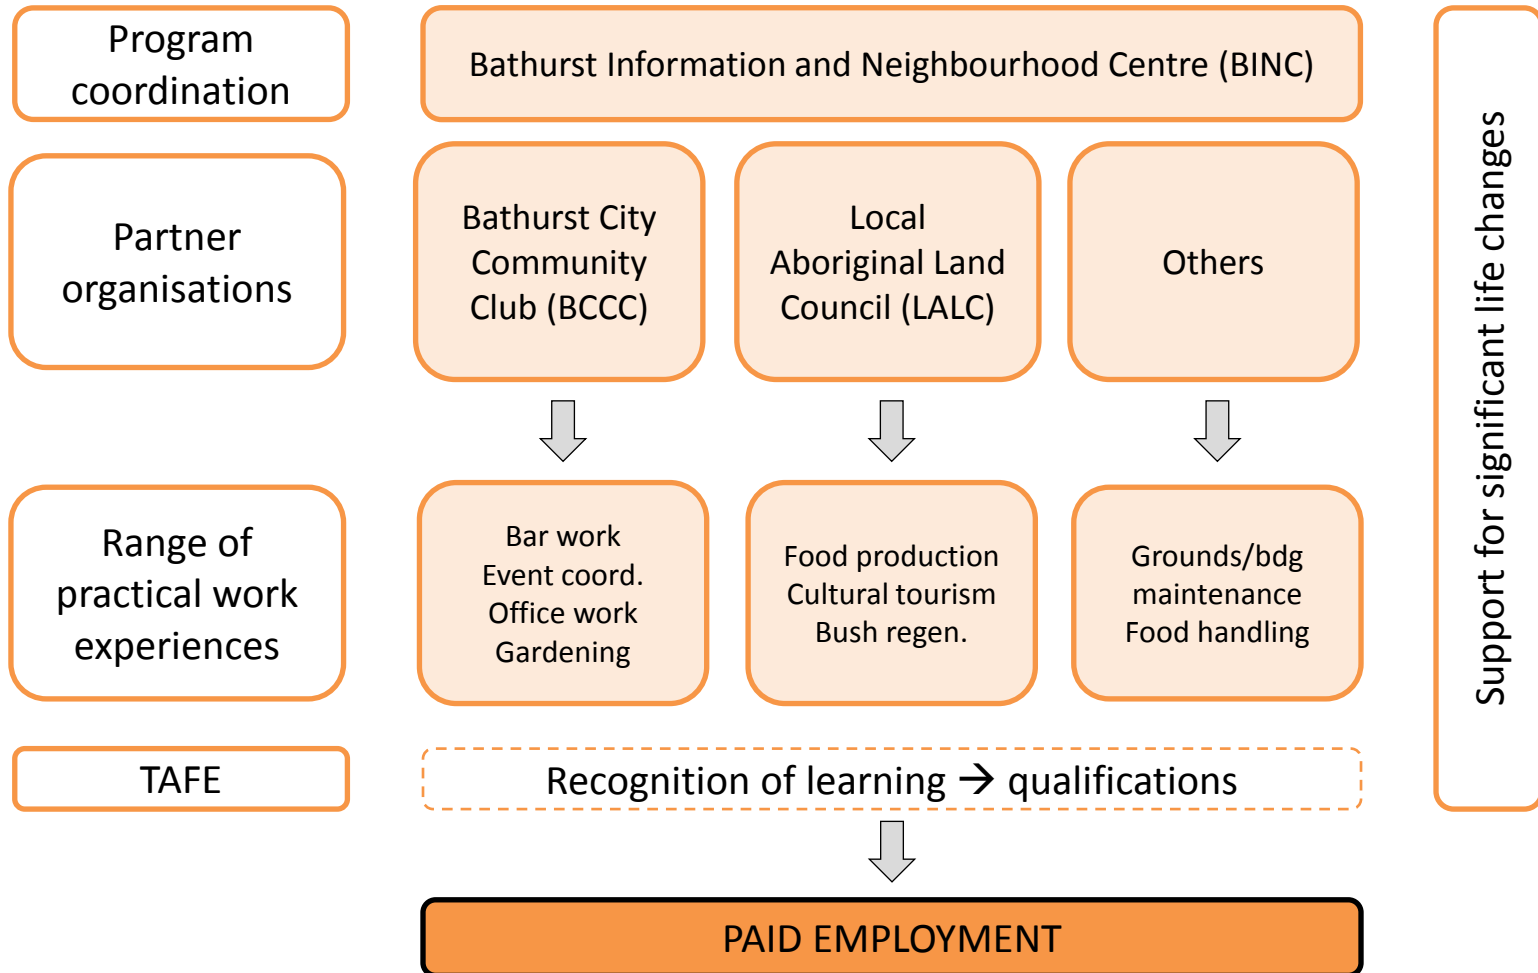 Program
coordination
Bathurst Information and Neighbourhood Centre (BINC)
Partner
organisations
Bathurst City
Community
Club (BCCC)
Local
Aboriginal Land
Council (LALC)
Others
Range of
practical work
experiences
Bar work
Event coord.
Office work
Gardening
Food production
Cultural tourism
Bush regen.
Grounds/bdg
maintenance
Food handling
TAFE
Recognition of learning → qualifications
PAID EMPLOYMENT
Support for significant life changes